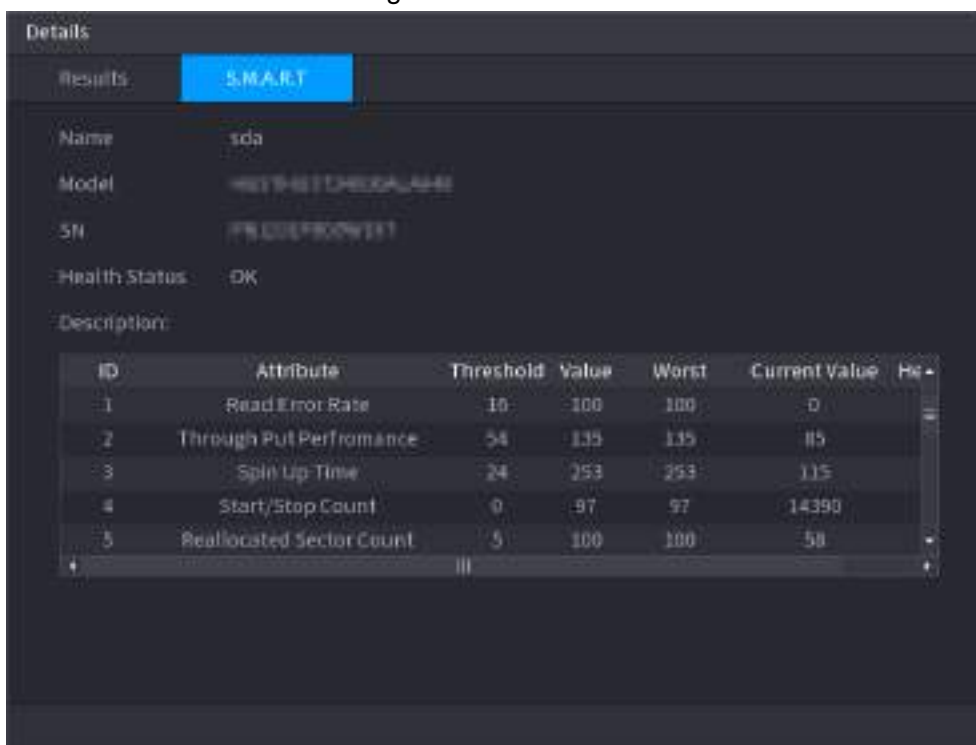 Details
Results S.M.A.R.T
Name sda
Model
SN
Health Status OK
Description:
ID Attribute Threshold Value Worst Current Value He
1 Read Error Rate 16 100 100 0
2 Through Put Perfromance 54 135 135 85
3 Spin Up Time 24 253 253 115
4 Start/Stop Count 0 97 97 14390
5 Reallocated Sector Count 5 100 100 58